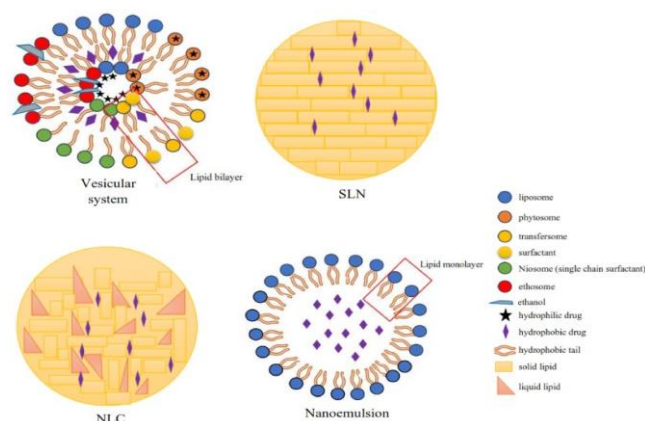 Lipid bilayer
Vesicular
system
SLN
NLC
Lipid monolayer
Nanoemulsion
liposome
phytosome
transfersome
surfactant
Niosome (single chain surfactant)
ethosome
ethanol
hydrophilic drug
hydrophobic drug
hydrophobic tail
solid lipid
liquid lipid